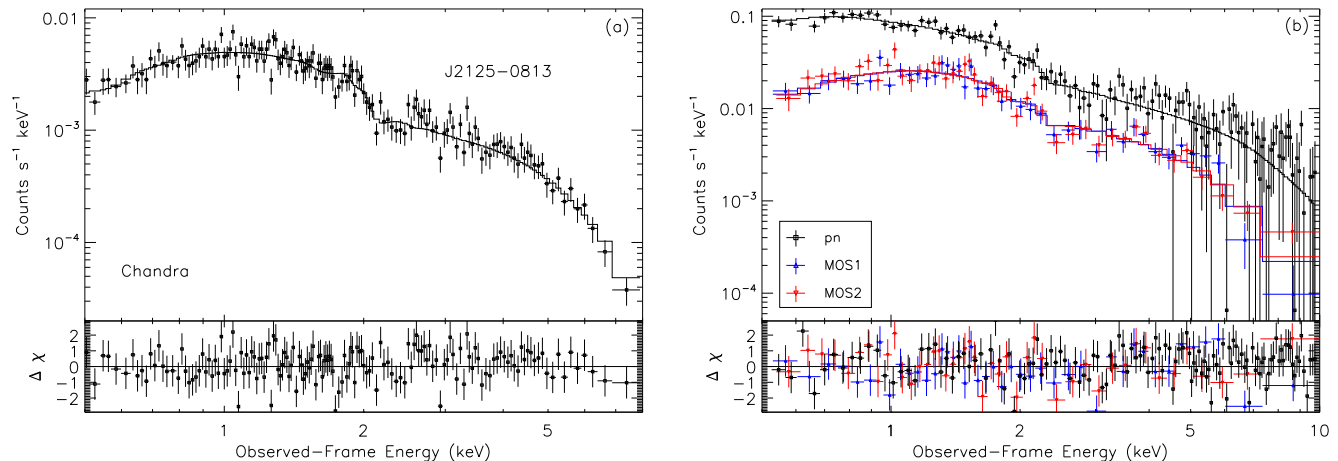 (a)
J2125−0813
Chandra
Counts s⁻¹ keV⁻¹
0.01
10⁻³
10⁻⁴
Δ χ
2
1
0
−1
−2
1
2
5
Observed−Frame Energy (keV)
(b)
Counts s⁻¹ keV⁻¹
0.1
0.01
10⁻³
10⁻⁴
pn
MOS1
MOS2
Δ χ
2
1
0
−1
−2
1
2
5
10
Observed−Frame Energy (keV)